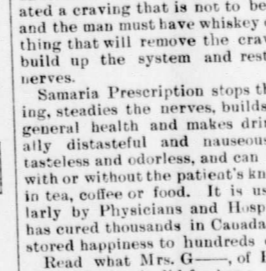 ated a craving that is not to be
and the man must have whiskey
thing that will remove the crav
build up the system and rest
nerves.
Samaria Prescription stops th
ing, steadies the nerves, builds
general health and makes drin
ally distasteful and nauseous
tasteless and odorless, and can
with or without the patient's kn
in tea, coffee or food. It is us
larly by Physicians and Hosp
has cured thousands in Canada
stored happiness to hundreds
Read what Mrs. G——, of